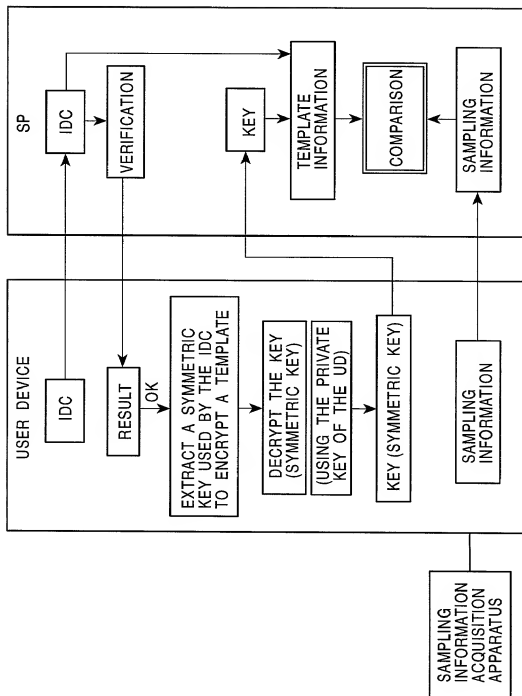 USER DEVICE
IDC
RESULT
OK
EXTRACT A SYMMETRIC
KEY USED BY THE IDC
TO ENCRYPT A TEMPLATE
DECRYPT THE KEY
(SYMMETRIC KEY)
(USING THE PRIVATE
KEY OF THE UD)
KEY (SYMMETRIC KEY)
SAMPLING
INFORMATION
SAMPLING
INFORMATION
ACQUISITION
APPARATUS
SP
IDC
VERIFICATION
KEY
TEMPLATE
INFORMATION
COMPARISON
SAMPLING
INFORMATION